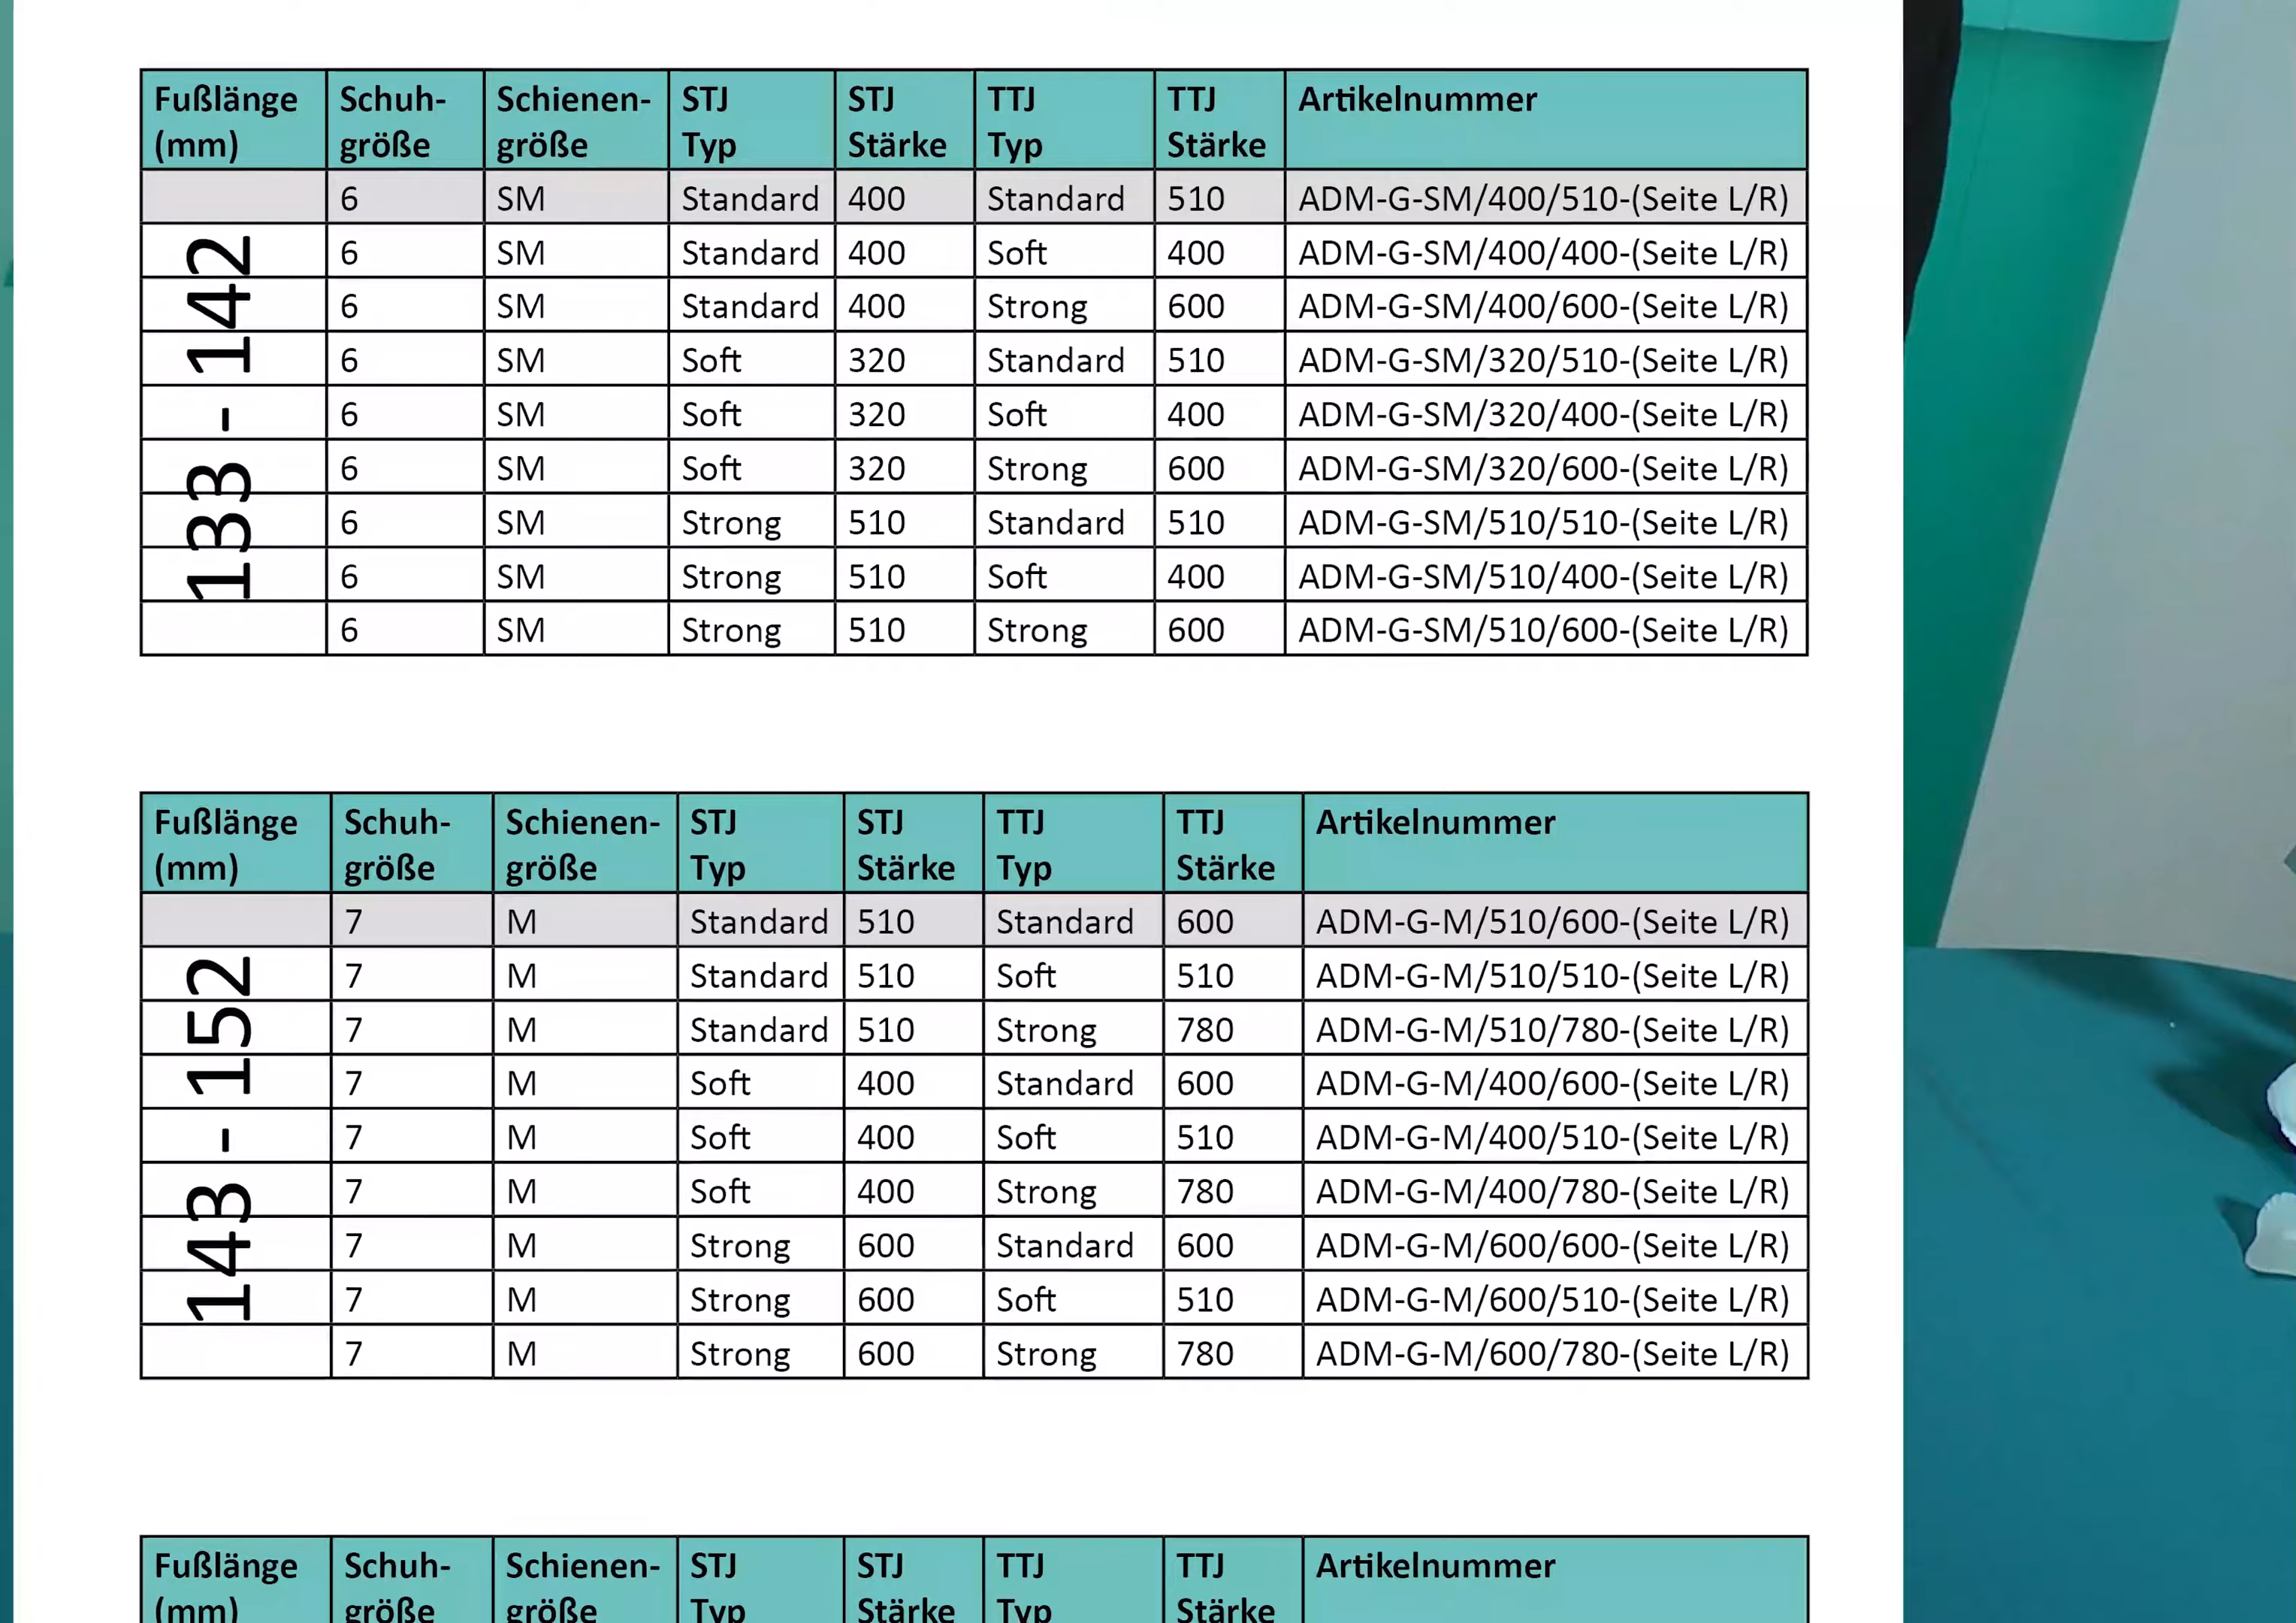 Fußlänge (mm) Schuh-größe Schienen-größe STJ Typ STJ Stärke TTJ Typ TTJ Stärke Artikelnummer
133 - 142
6 SM Standard 400 Standard 510 ADM-G-SM/400/510-(Seite L/R)
6 SM Standard 400 Soft 400 ADM-G-SM/400/400-(Seite L/R)
6 SM Standard 400 Strong 600 ADM-G-SM/400/600-(Seite L/R)
6 SM Soft 320 Standard 510 ADM-G-SM/320/510-(Seite L/R)
6 SM Soft 320 Soft 400 ADM-G-SM/320/400-(Seite L/R)
6 SM Soft 320 Strong 600 ADM-G-SM/320/600-(Seite L/R)
6 SM Strong 510 Standard 510 ADM-G-SM/510/510-(Seite L/R)
6 SM Strong 510 Soft 400 ADM-G-SM/510/400-(Seite L/R)
6 SM Strong 510 Strong 600 ADM-G-SM/510/600-(Seite L/R)
Fußlänge (mm) Schuh-größe Schienen-größe STJ Typ STJ Stärke TTJ Typ TTJ Stärke Artikelnummer
143 - 152
7 M Standard 510 Standard 600 ADM-G-M/510/600-(Seite L/R)
7 M Standard 510 Soft 510 ADM-G-M/510/510-(Seite L/R)
7 M Standard 510 Strong 780 ADM-G-M/510/780-(Seite L/R)
7 M Soft 400 Standard 600 ADM-G-M/400/600-(Seite L/R)
7 M Soft 400 Soft 510 ADM-G-M/400/510-(Seite L/R)
7 M Soft 400 Strong 780 ADM-G-M/400/780-(Seite L/R)
7 M Strong 600 Standard 600 ADM-G-M/600/600-(Seite L/R)
7 M Strong 600 Soft 510 ADM-G-M/600/510-(Seite L/R)
7 M Strong 600 Strong 780 ADM-G-M/600/780-(Seite L/R)
Fußlänge (mm) Schuh-größe Schienen-größe STJ Typ STJ Stärke TTJ Typ TTJ Stärke Artikelnummer